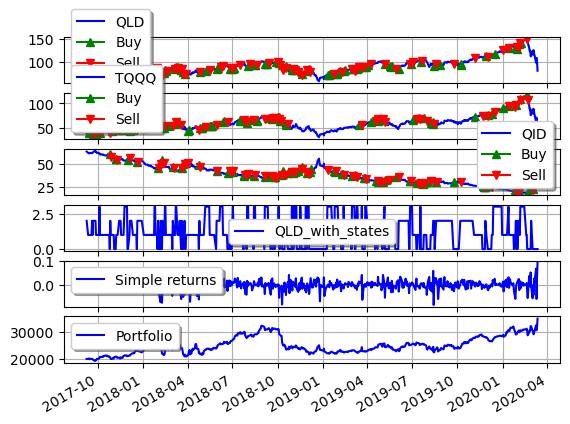 QLD
Buy
Sell
150
100
TQQQ
Buy
Sell
100
50
QID
Buy
Sell
50
25
QLD_with_states
2.5
0.0
Simple returns
0.1
0.0
Portfolio
30000
20000
2017-10 2018-01 2018-04 2018-07 2018-10 2019-01 2019-04 2019-07 2019-10 2020-01 2020-04